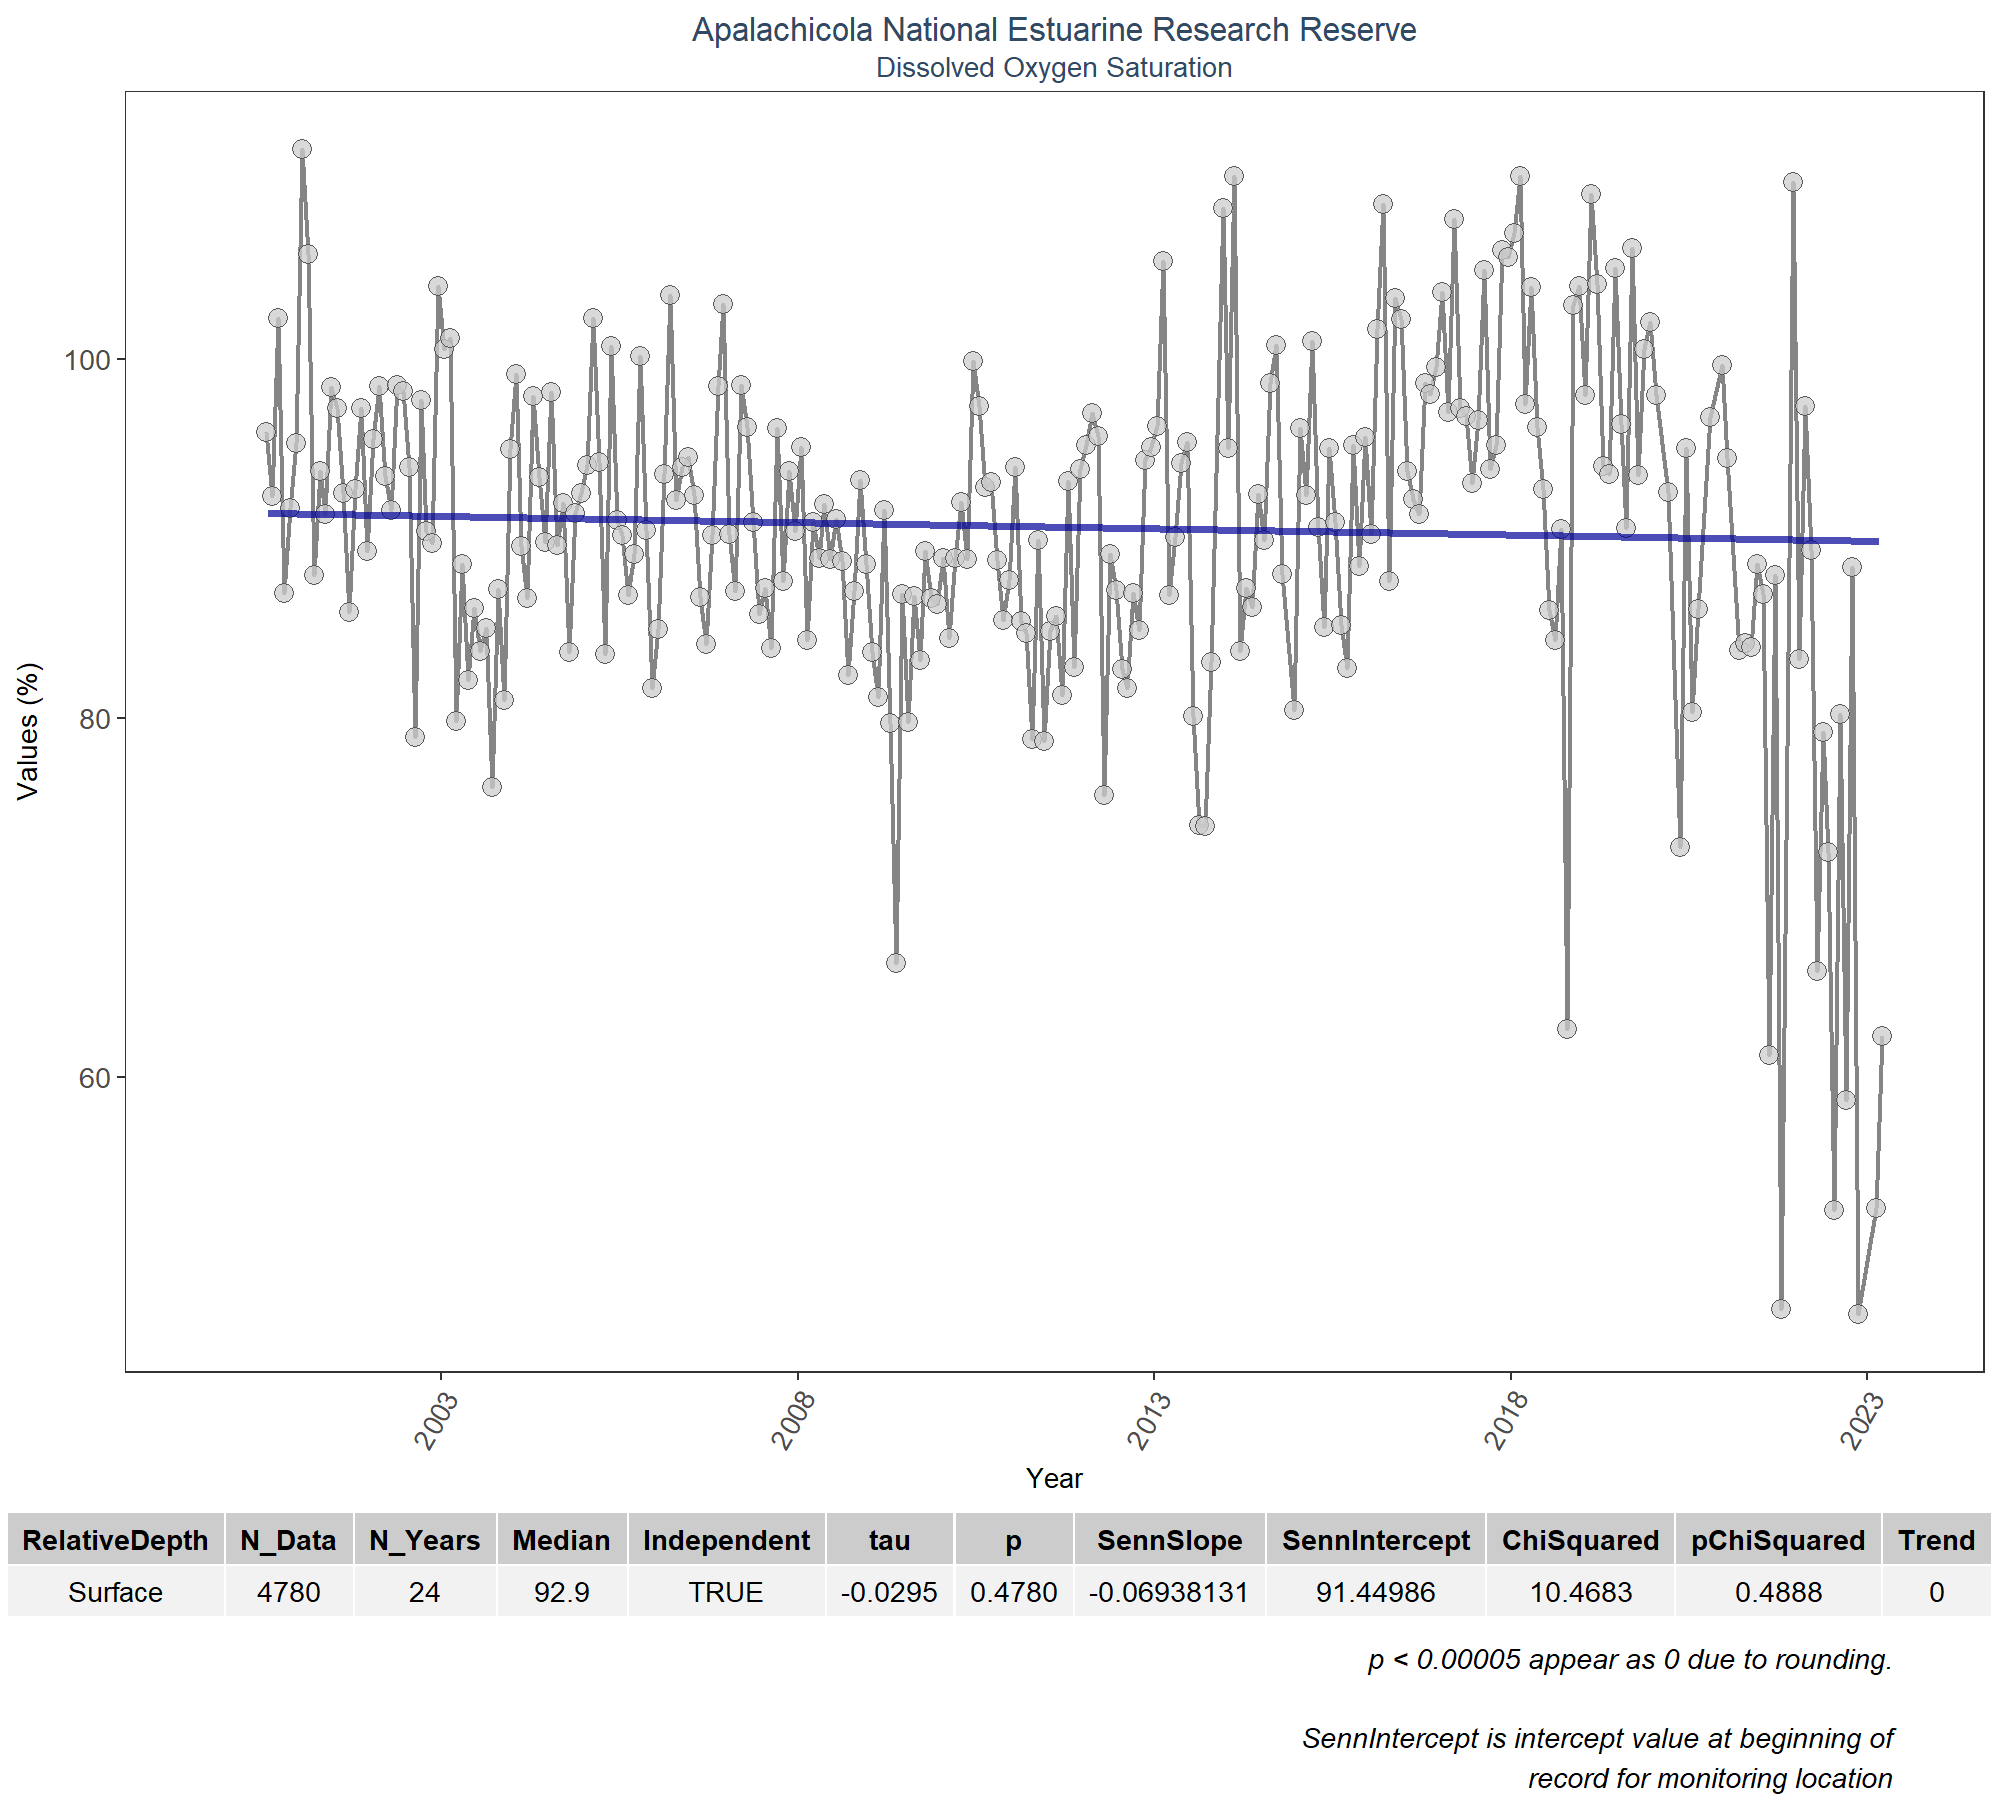 Apalachicola National Estuarine Research Reserve
Dissolved Oxygen Saturation
Values (%)
100
80
60
2003
2008
2013
2018
2023
Year
RelativeDepth N_Data N_Years Median Independent tau p SennSlope SennIntercept ChiSquared pChiSquared Trend
Surface 4780 24 92.9 TRUE -0.0295 0.4780 -0.06938131 91.44986 10.4683 0.4888 0
p < 0.00005 appear as 0 due to rounding.
SennIntercept is intercept value at beginning of
record for monitoring location